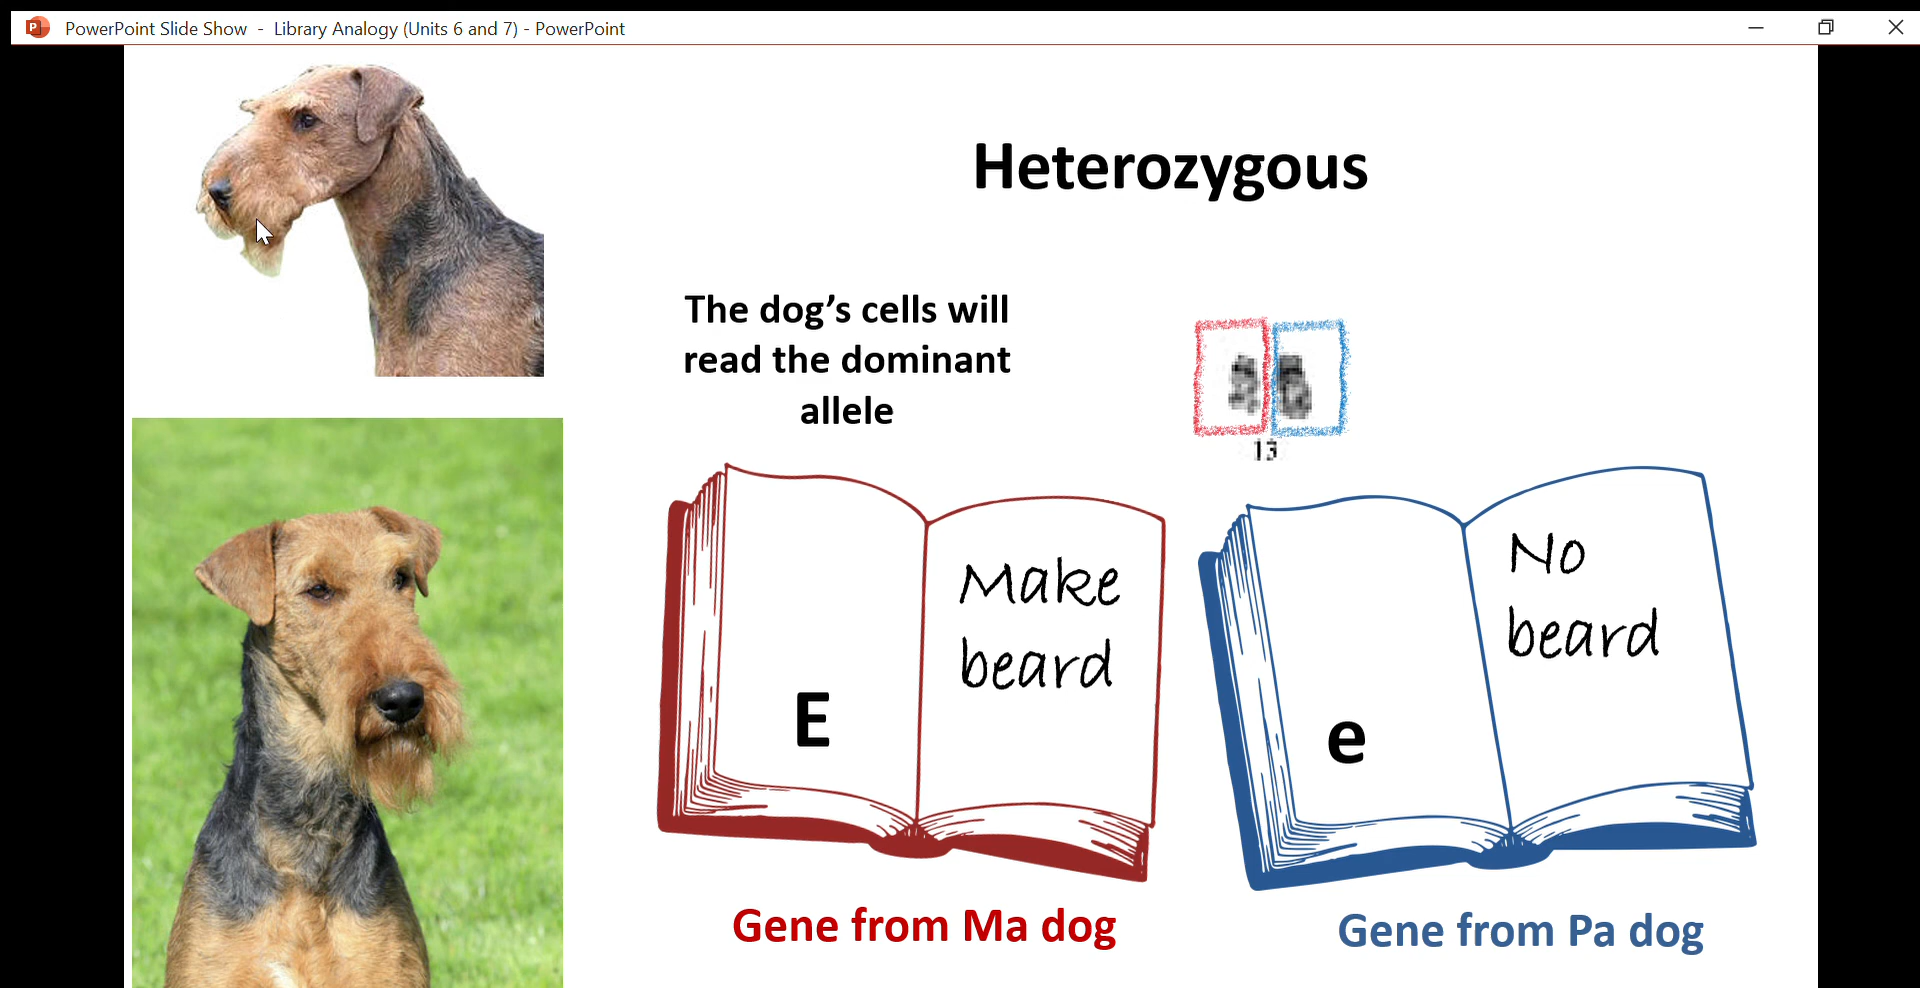 PowerPoint Slide Show - Library Analogy (Units 6 and 7) - PowerPoint
Heterozygous
The dog's cells will
read the dominant
allele
13
Make
beard
E
No
beard
e
Gene from Ma dog
Gene from Pa dog